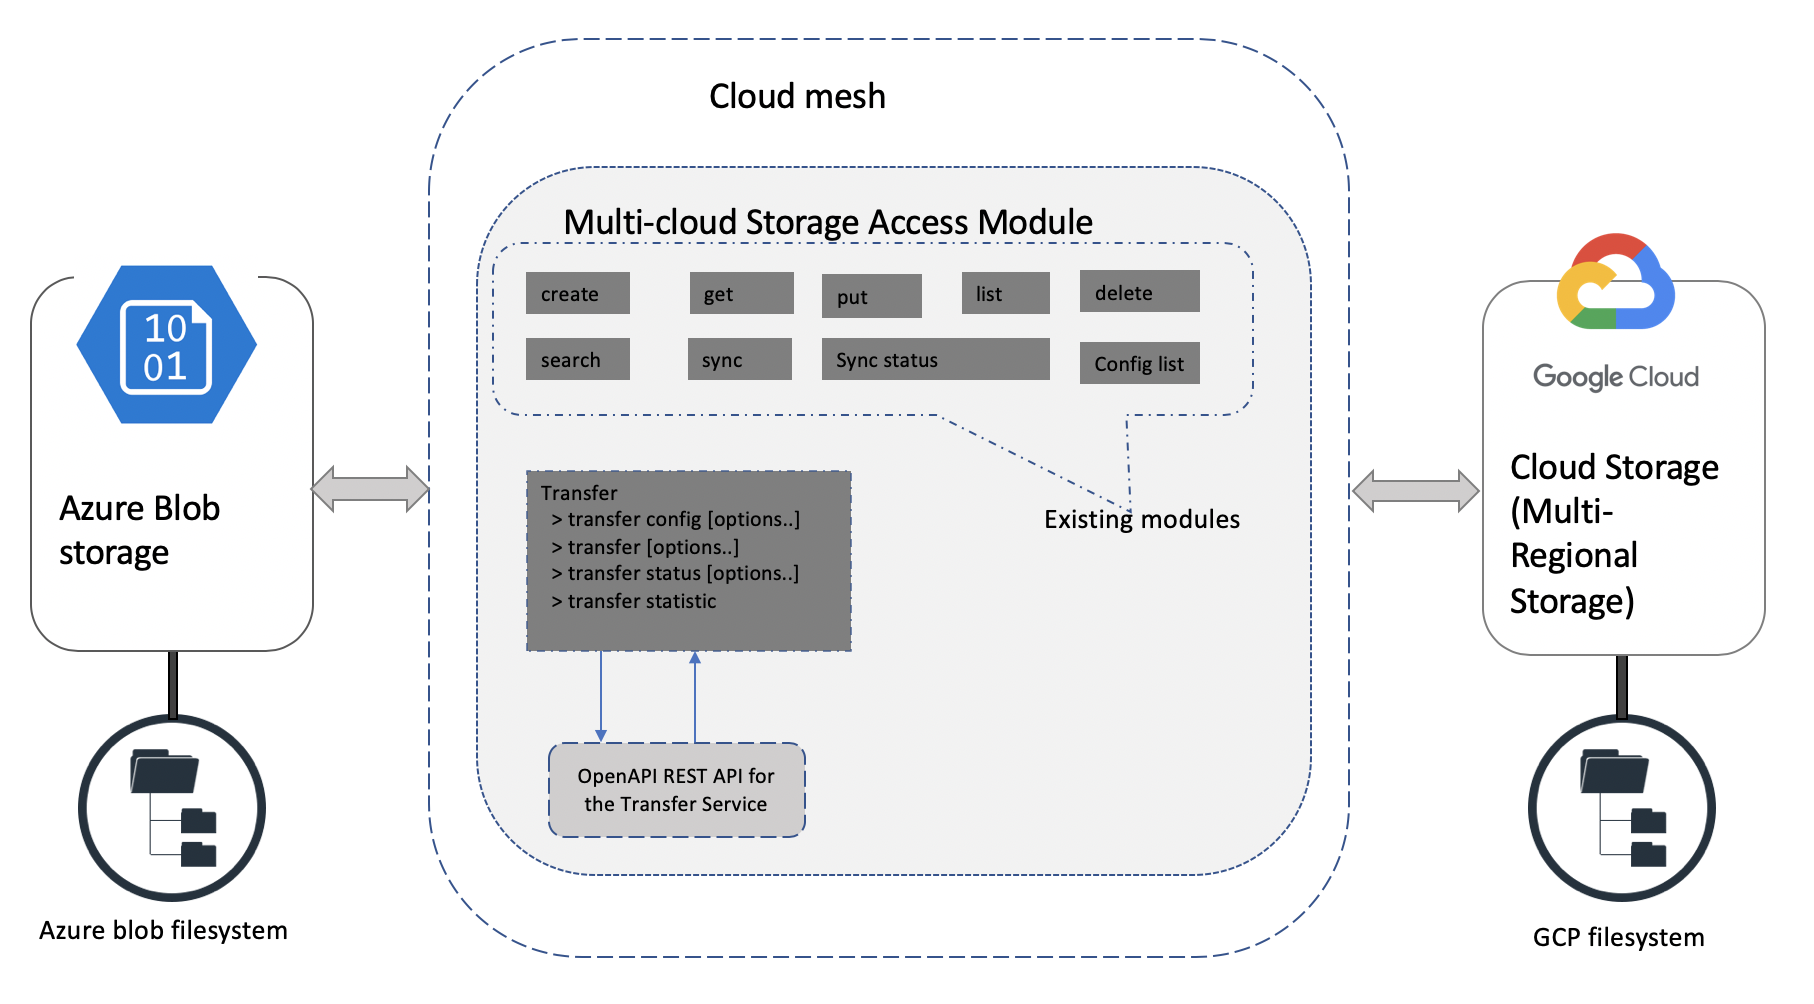 Cloud mesh
Multi-cloud Storage Access Module
create
get
put
list
delete
search
sync
Sync status
Config list
Existing modules
Transfer
> transfer config [options..]
> transfer [options..]
> transfer status [options..]
> transfer statistic
OpenAPI REST API for
the Transfer Service
10
01
Azure Blob
storage
Azure blob filesystem
Google Cloud
Cloud Storage
(Multi-
Regional
Storage)
GCP filesystem